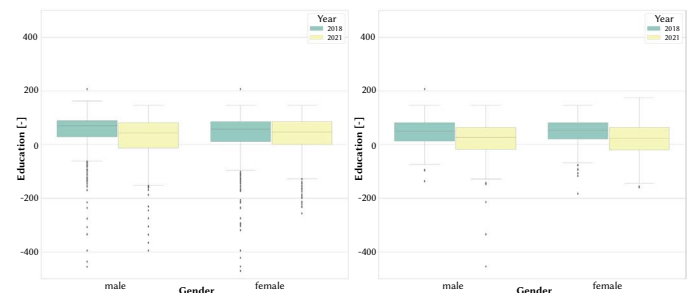 Year
2018
2021
400
200
0
-200
-400
Education [-]
male
female
Gender
Year
2018
2021
400
200
0
-200
-400
Education [-]
male
female
Gender